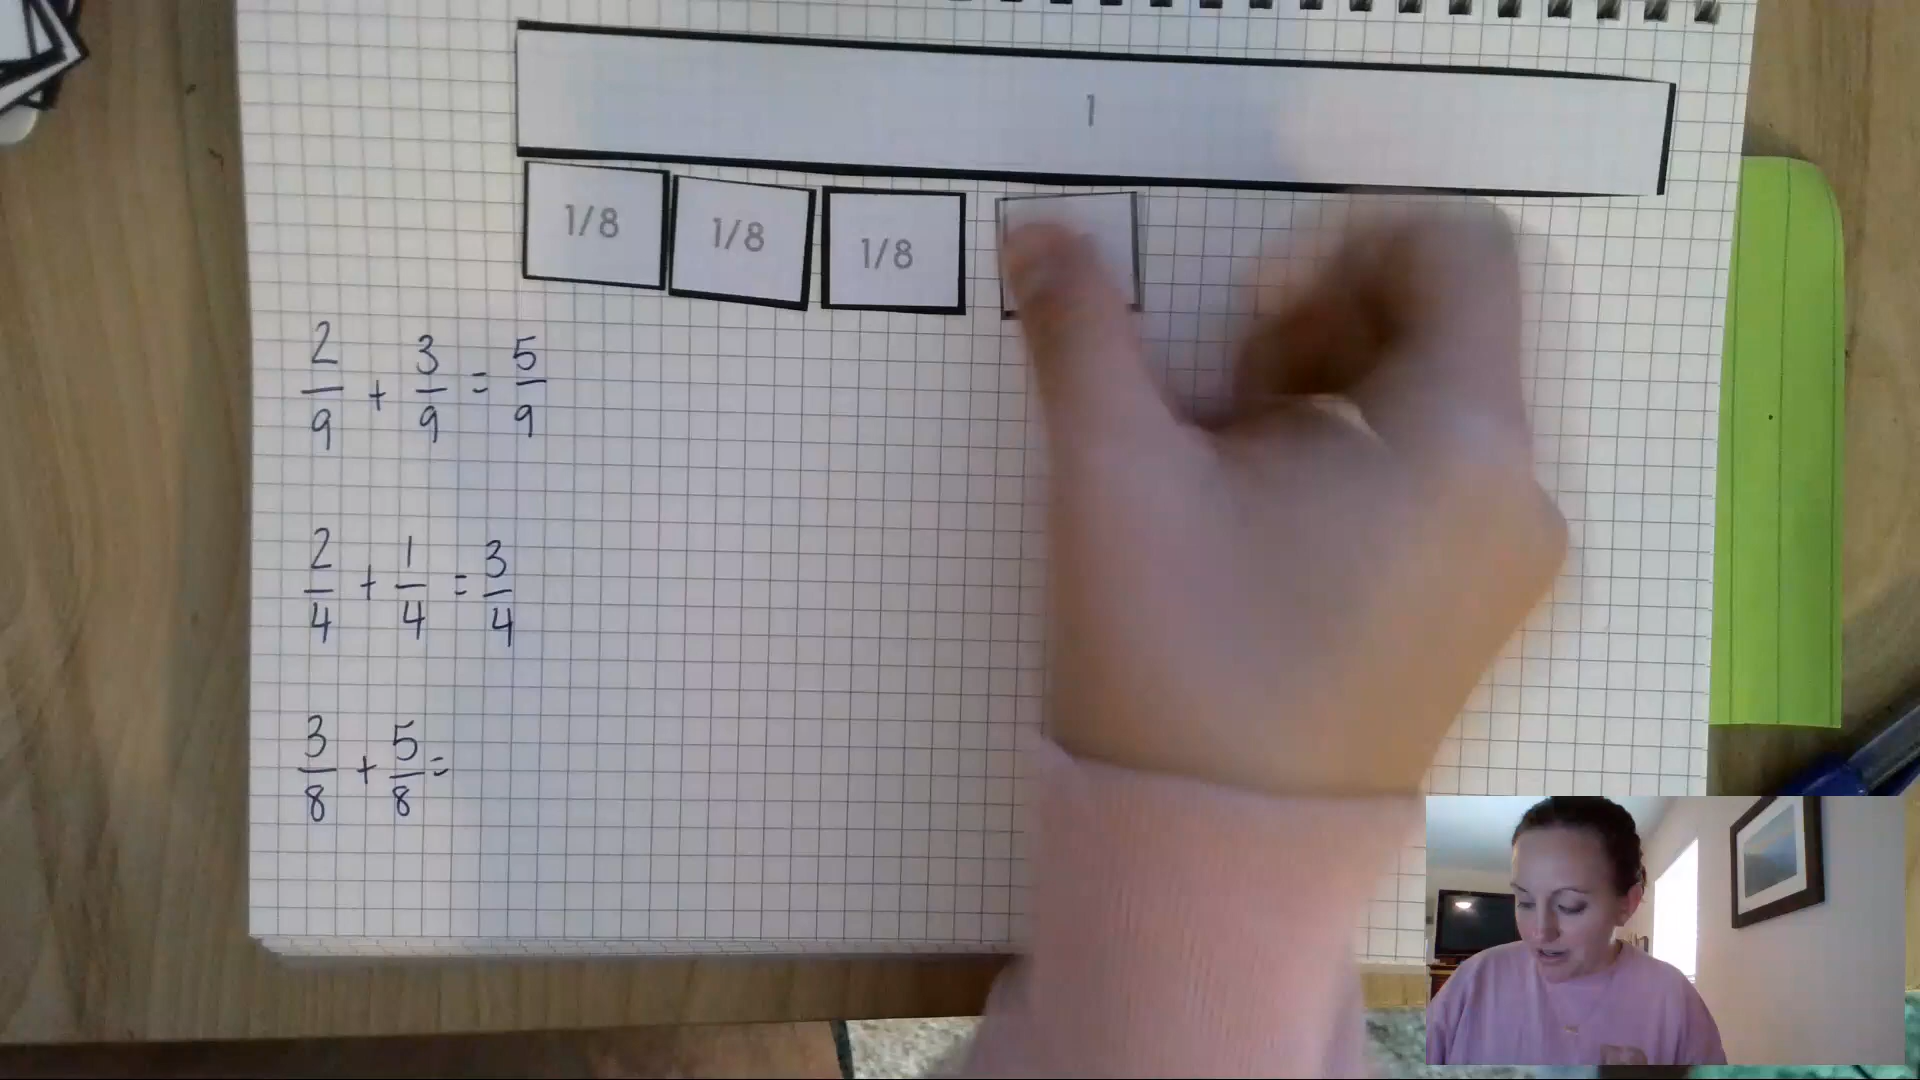 1
1/8 1/8 1/8
2/9 + 3/9 = 5/9
2/4 + 1/4 = 3/4
3/8 + 5/8 =